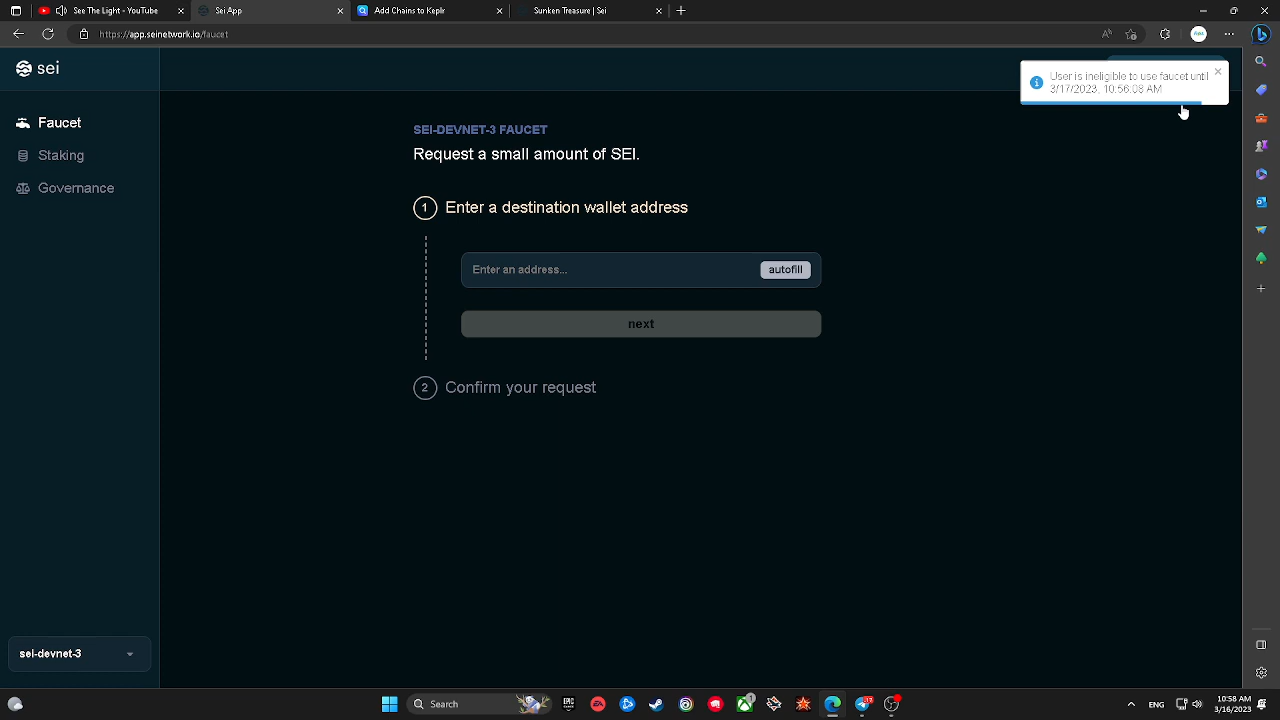 See The Light - YouTube
Sei App
Add Chains to Keplr
Sunken Treasure | Sei
https://app.seinetwork.io/faucet
sei
User is ineligible to use faucet until
3/17/2023, 10:56:08 AM
Faucet
Staking
Governance
SEI-DEVNET-3 FAUCET
Request a small amount of SEI.
1 Enter a destination wallet address
Enter an address... autofill
next
2 Confirm your request
sei-devnet-3
Search
ENG
10:58 AM
3/16/2023